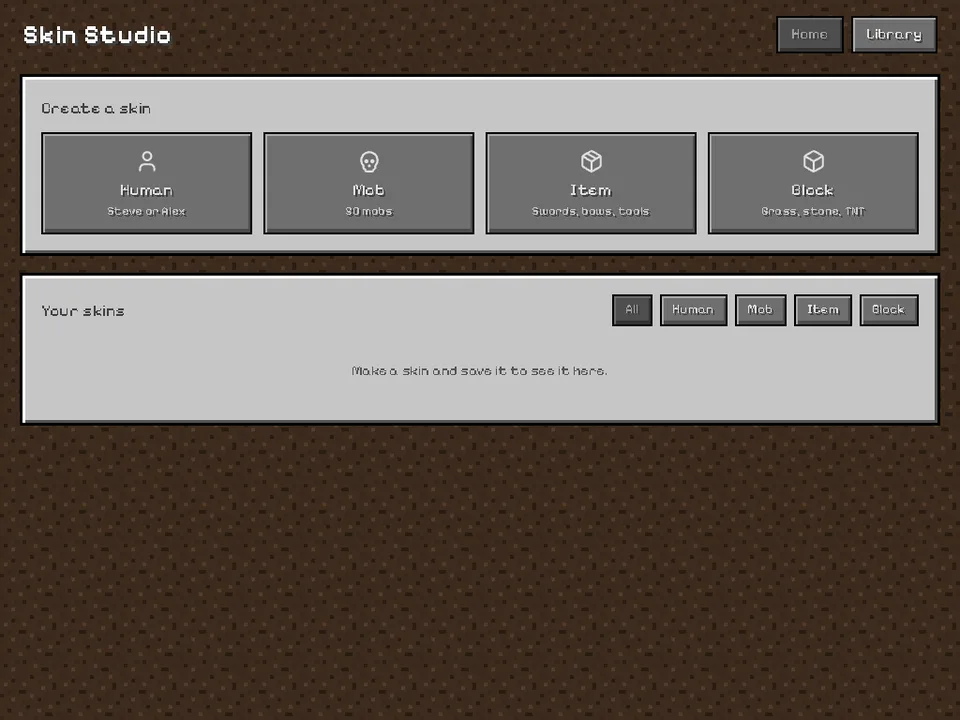 Skin Studio
Home
Library
Create a skin
Human
Steve or Alex
Mob
90 mobs
Item
Swords, bows, tools
Block
Grass, stone, TNT
Your skins
All
Human
Mob
Item
Block
Make a skin and save it to see it here.